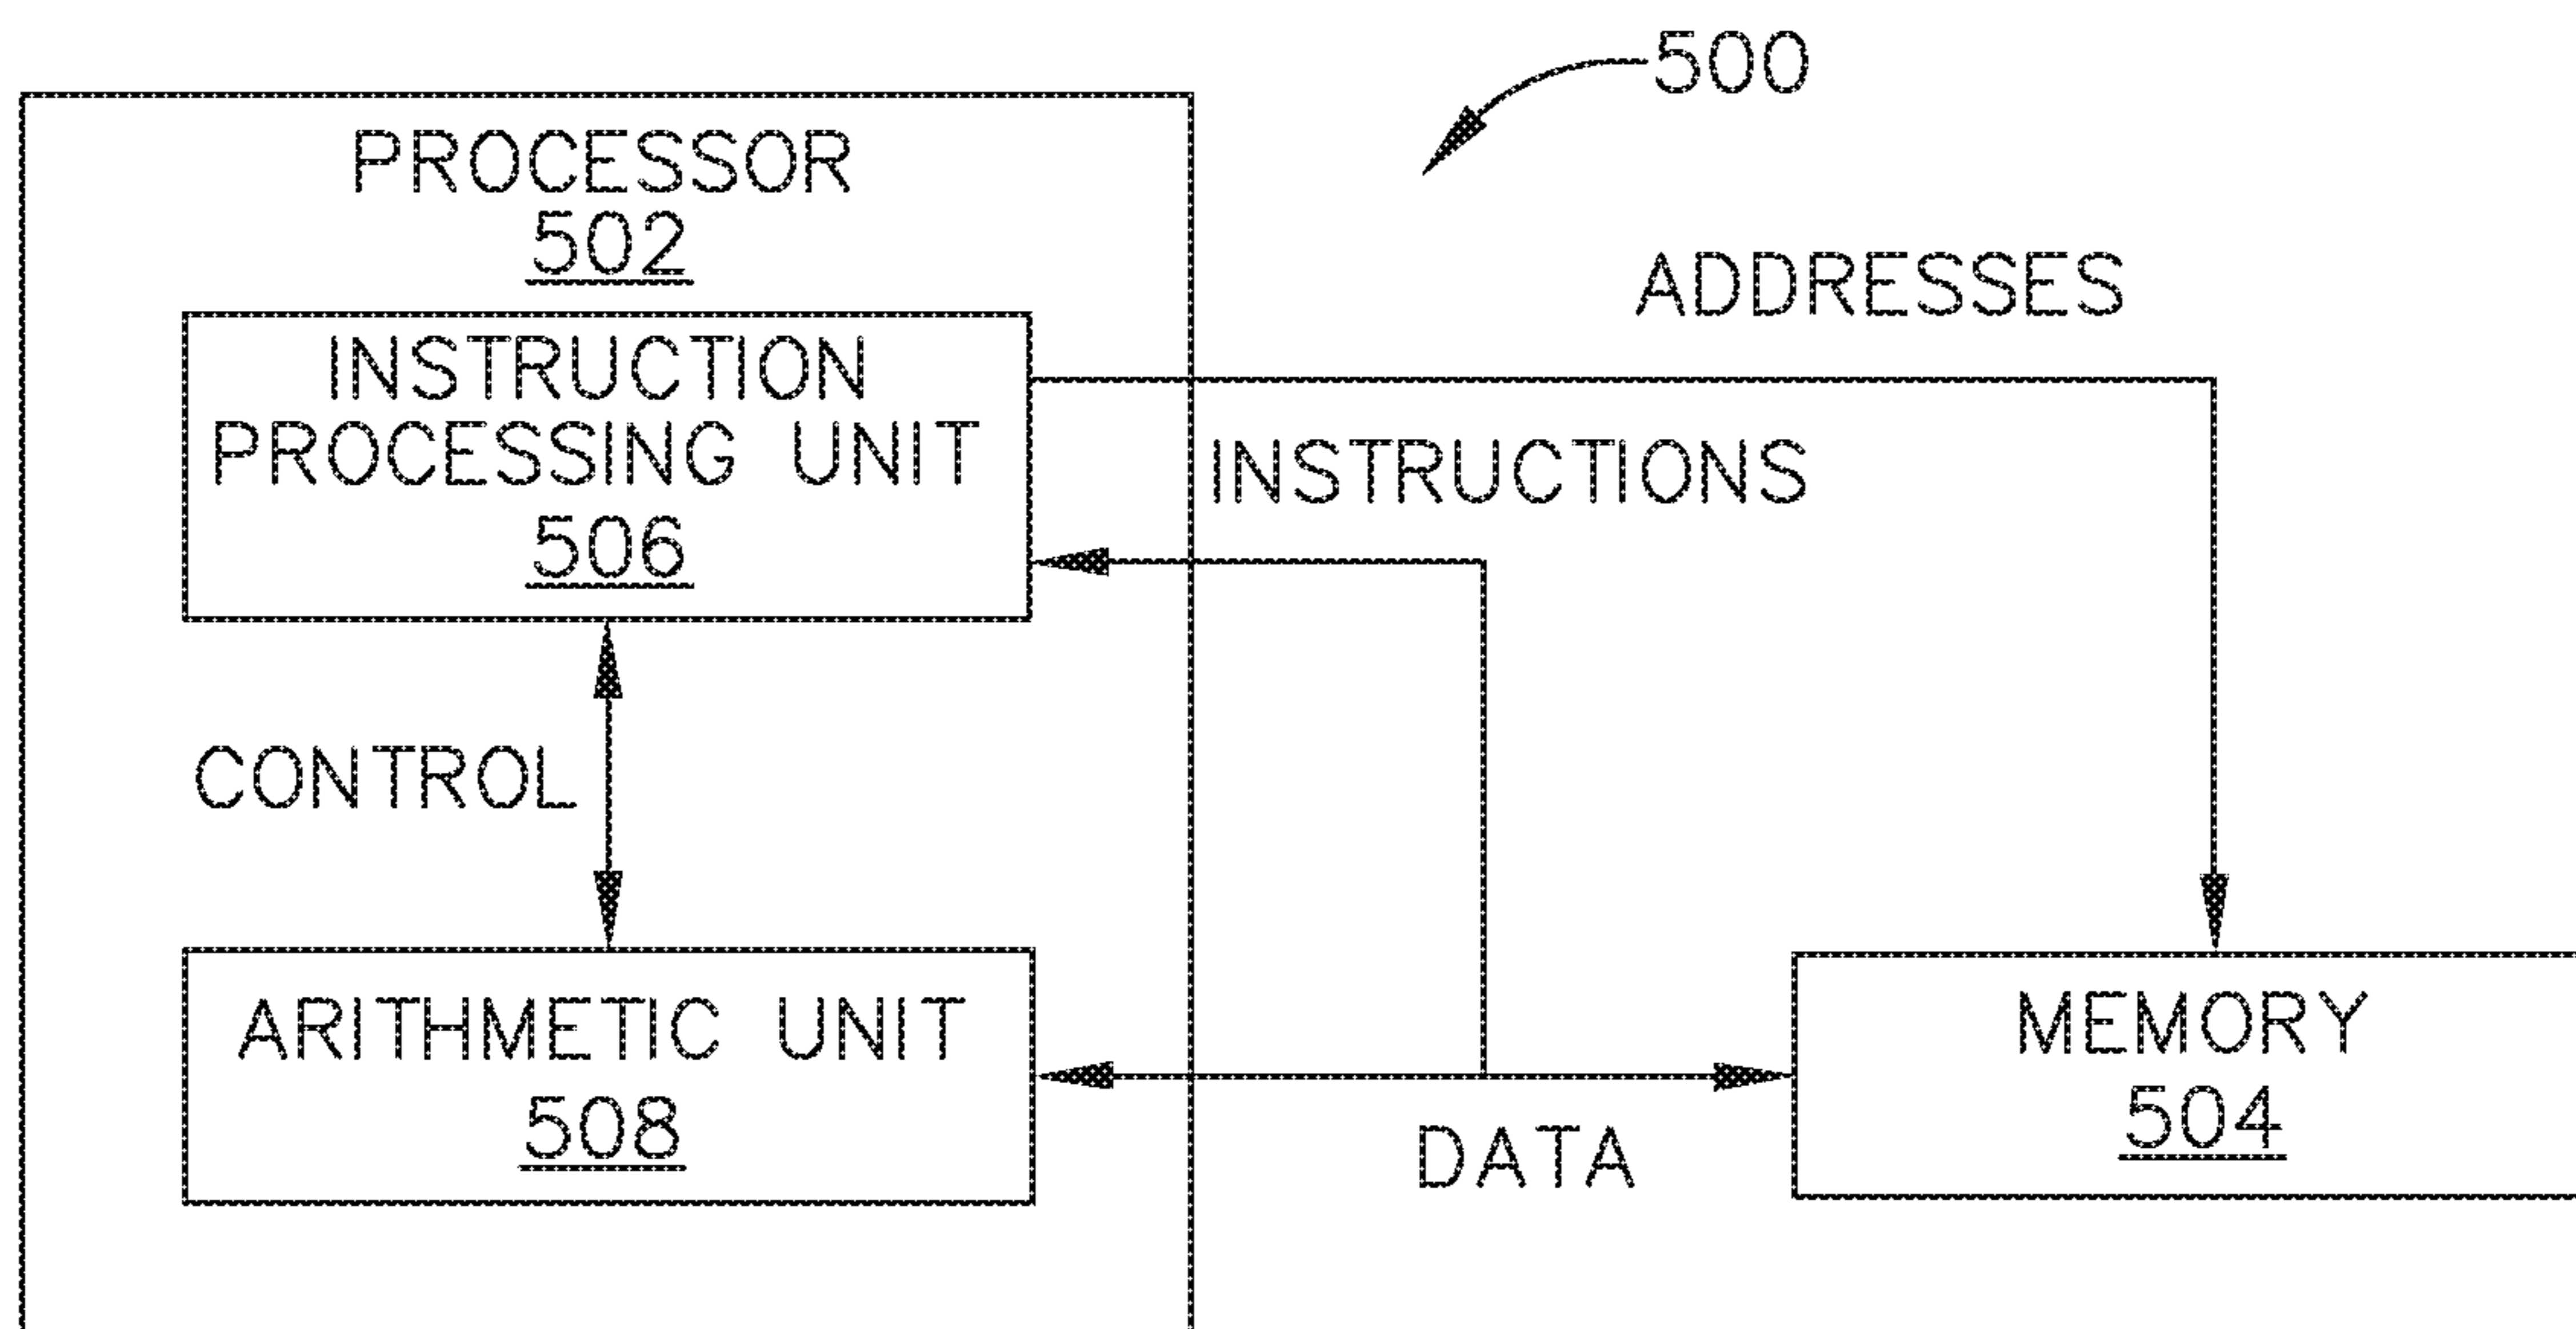 500
PROCESSOR
502
ADDRESSES
INSTRUCTION
PROCESSING UNIT
506
INSTRUCTIONS
CONTROL
ARITHMETIC UNIT
508
MEMORY
504
DATA